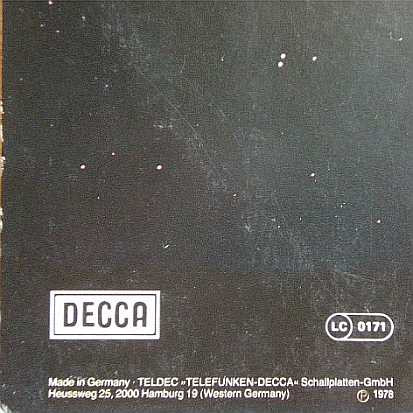 DECCA
LC 0171
Made in Germany · TELDEC »TELEFUNKEN-DECCA« Schallplatten-GmbH
Heussweg 25, 2000 Hamburg 19 (Western Germany) Ⓟ 1978